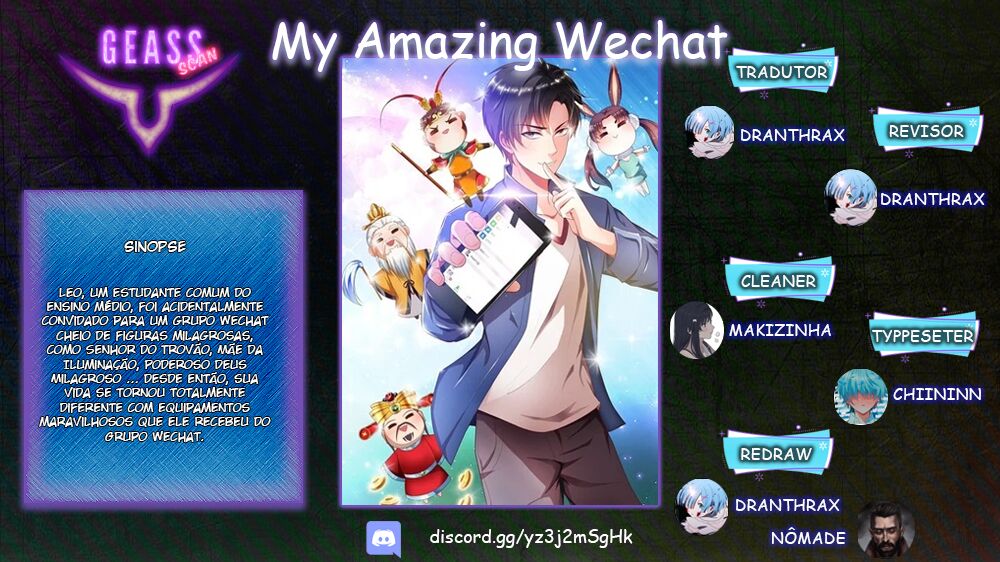 GEASS
SCAN
My Amazing Wechat
SINOPSE
LEO, UM ESTUDANTE COMUM DO
ENSINO MÉDIO, FOI ACIDENTALMENTE
CONVIDADO PARA UM GRUPO WECHAT
CHEIO DE FIGURAS MILAGROSAS,
COMO SENHOR DO TROVÃO, MÃE DA
ILUMINAÇÃO, PODEROSO DEUS
MILAGROSO ... DESDE ENTÃO, SUA
VIDA SE TORNOU TOTALMENTE
DIFERENTE COM EQUIPAMENTOS
MARAVILHOSOS QUE ELE RECEBEU DO
GRUPO WECHAT.
TRADUTOR
DRANTHRAX
REVISOR
DRANTHRAX
CLEANER
MAKIZINHA
TYPPESETER
CHIININN
REDRAW
DRANTHRAX
NÔMADE
discord.gg/yz3j2mSgHk